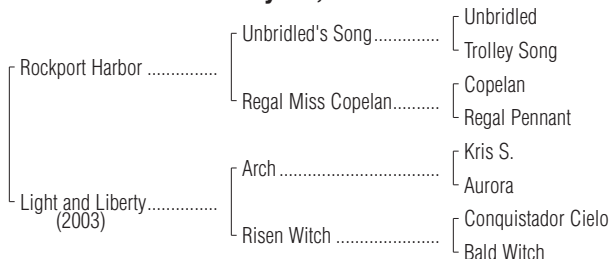 Unbridled
Unbridled's Song
Trolley Song
Rockport Harbor
Copelan
Regal Miss Copelan
Regal Pennant
Kris S.
Arch
Aurora
Light and Liberty
(2003)
Conquistador Cielo
Risen Witch
Bald Witch